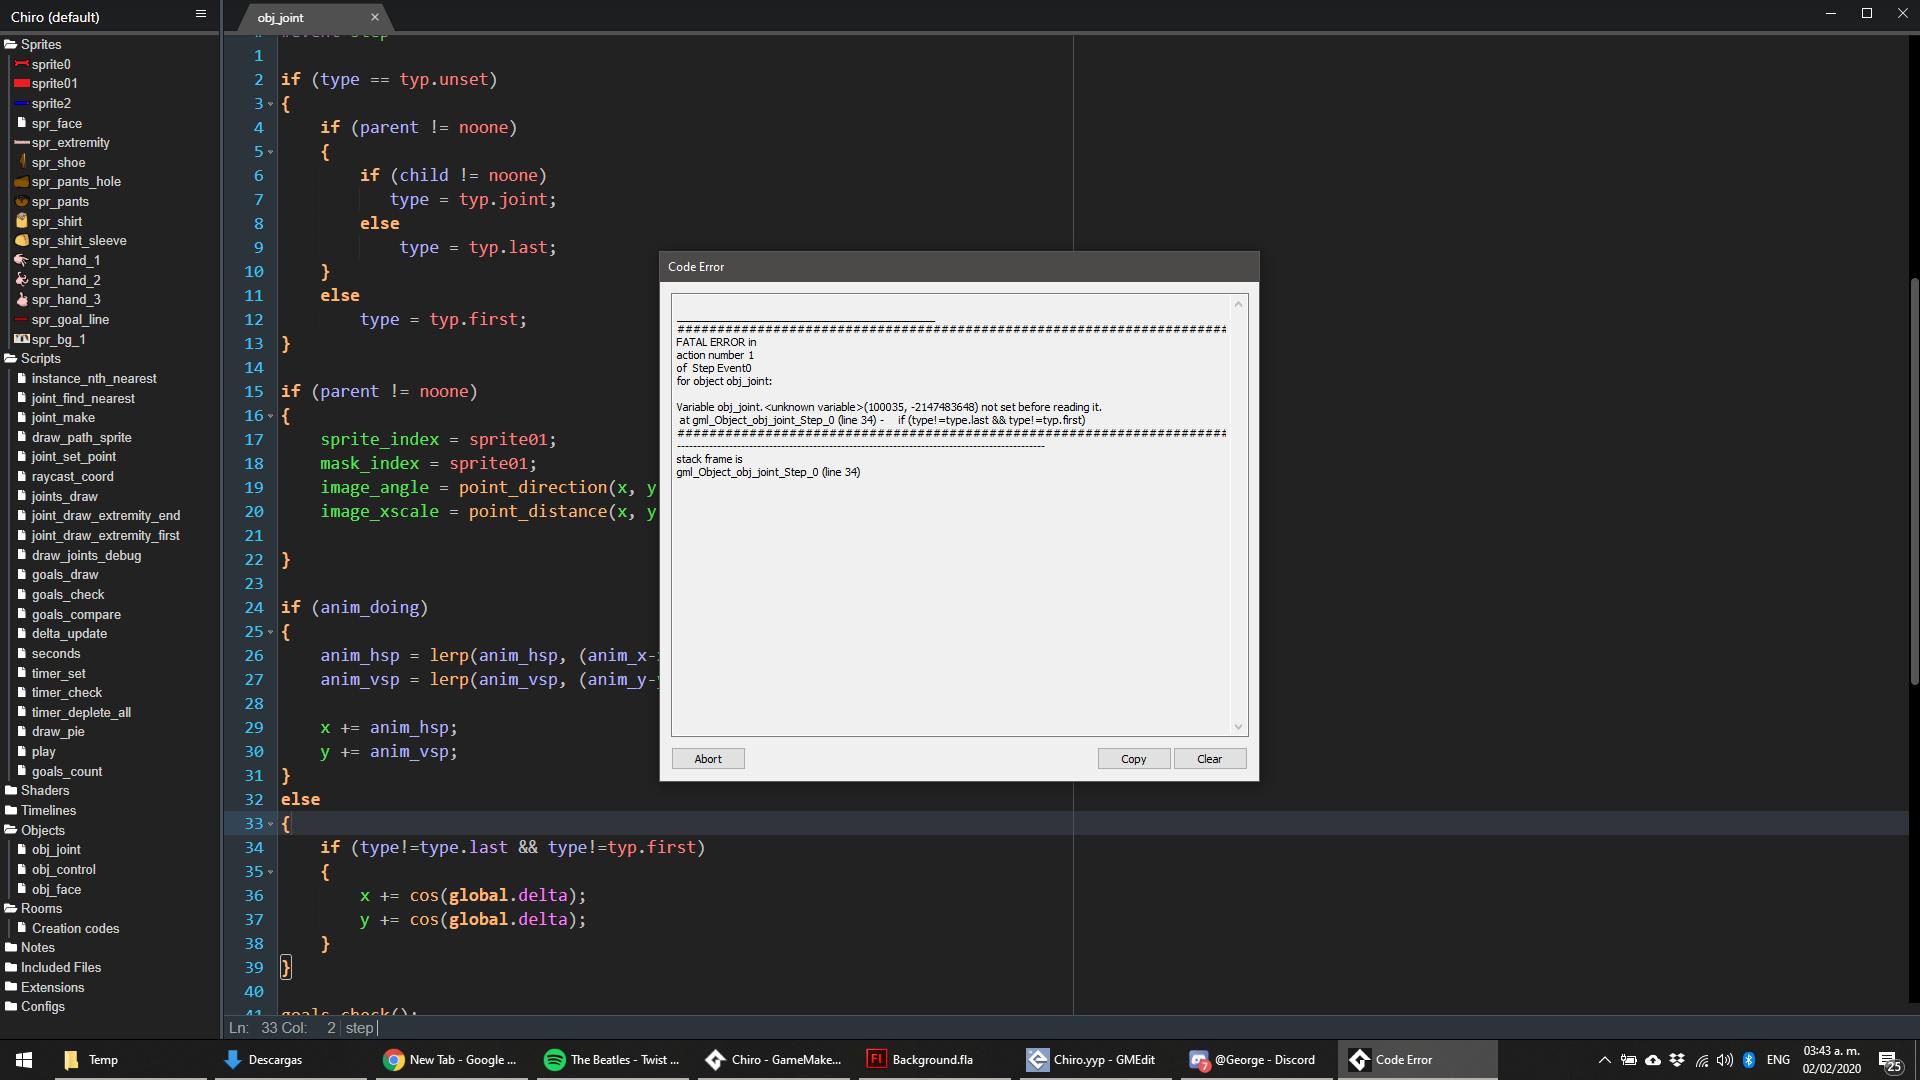 Chiro (default)
obj_joint
Sprites
sprite0
sprite01
sprite2
spr_face
spr_extremity
spr_shoe
spr_pants_hole
spr_pants
spr_shirt
spr_shirt_sleeve
spr_hand_1
spr_hand_2
spr_hand_3
spr_goal_line
spr_bg_1
Scripts
instance_nth_nearest
joint_find_nearest
joint_make
draw_path_sprite
joint_set_point
raycast_coord
joints_draw
joint_draw_extremity_end
joint_draw_extremity_first
draw_joints_debug
goals_draw
goals_check
goals_compare
delta_update
seconds
timer_set
timer_check
timer_deplete_all
draw_pie
play
goals_count
Shaders
Timelines
Objects
obj_joint
obj_control
obj_face
Rooms
Creation codes
Notes
Included Files
Extensions
Configs
# #event step
1
2 if (type == typ.unset)
3 {
4 if (parent != noone)
5 {
6 if (child != noone)
7 type = typ.joint;
8 else
9 type = typ.last;
10 }
11 else
12 type = typ.first;
13 }
14
15 if (parent != noone)
16 {
17 sprite_index = sprite01;
18 mask_index = sprite01;
19 image_angle = point_direction(x, y
20 image_xscale = point_distance(x, y
21
22 }
23
24 if (anim_doing)
25 {
26 anim_hsp = lerp(anim_hsp, (anim_x-
27 anim_vsp = lerp(anim_vsp, (anim_y-
28
29 x += anim_hsp;
30 y += anim_vsp;
31 }
32 else
33 {
34 if (type!=type.last && type!=typ.first)
35 {
36 x += cos(global.delta);
37 y += cos(global.delta);
38 }
39 }
40
41 goals_check();
Ln: 33 Col: 2 step
Code Error
___________________________________________
############################################################################################
FATAL ERROR in
action number 1
of Step Event0
for object obj_joint:
Variable obj_joint.<unknown variable>(100035, -2147483648) not set before reading it.
at gml_Object_obj_joint_Step_0 (line 34) - if (type!=type.last && type!=typ.first)
############################################################################################
--------------------------------------------------------------------------------------------
stack frame is
gml_Object_obj_joint_Step_0 (line 34)
Abort
Copy
Clear
Temp
Descargas
New Tab - Google ...
The Beatles - Twist ...
Chiro - GameMake...
Fl
Background.fla
Chiro.yyp - GMEdit
7
@George - Discord
Code Error
ENG
03:43 a. m.
02/02/2020
25